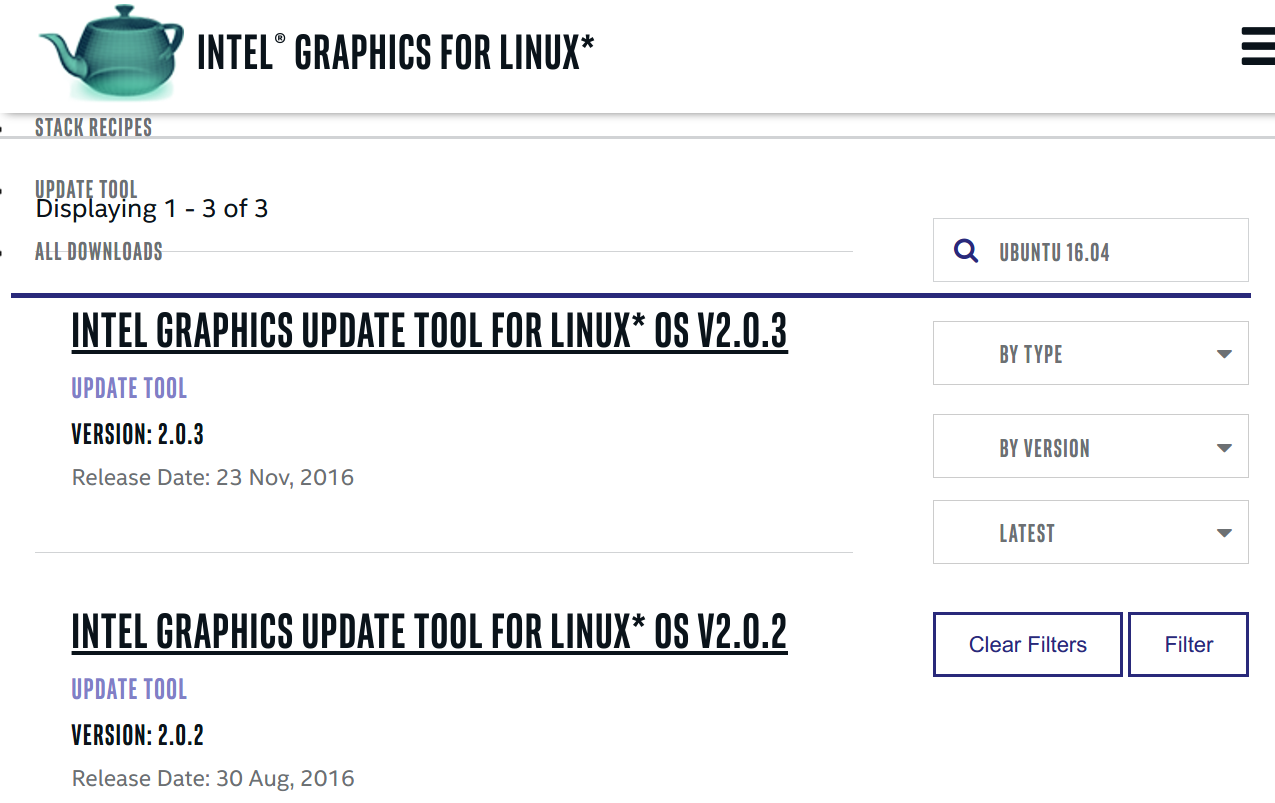 INTEL® GRAPHICS FOR LINUX*
STACK RECIPES
UPDATE TOOL
Displaying 1 - 3 of 3
ALL DOWNLOADS
UBUNTU 16.04
INTEL GRAPHICS UPDATE TOOL FOR LINUX* OS V2.0.3
UPDATE TOOL
VERSION: 2.0.3
Release Date: 23 Nov, 2016
BY TYPE
BY VERSION
LATEST
Clear Filters
Filter
INTEL GRAPHICS UPDATE TOOL FOR LINUX* OS V2.0.2
UPDATE TOOL
VERSION: 2.0.2
Release Date: 30 Aug, 2016